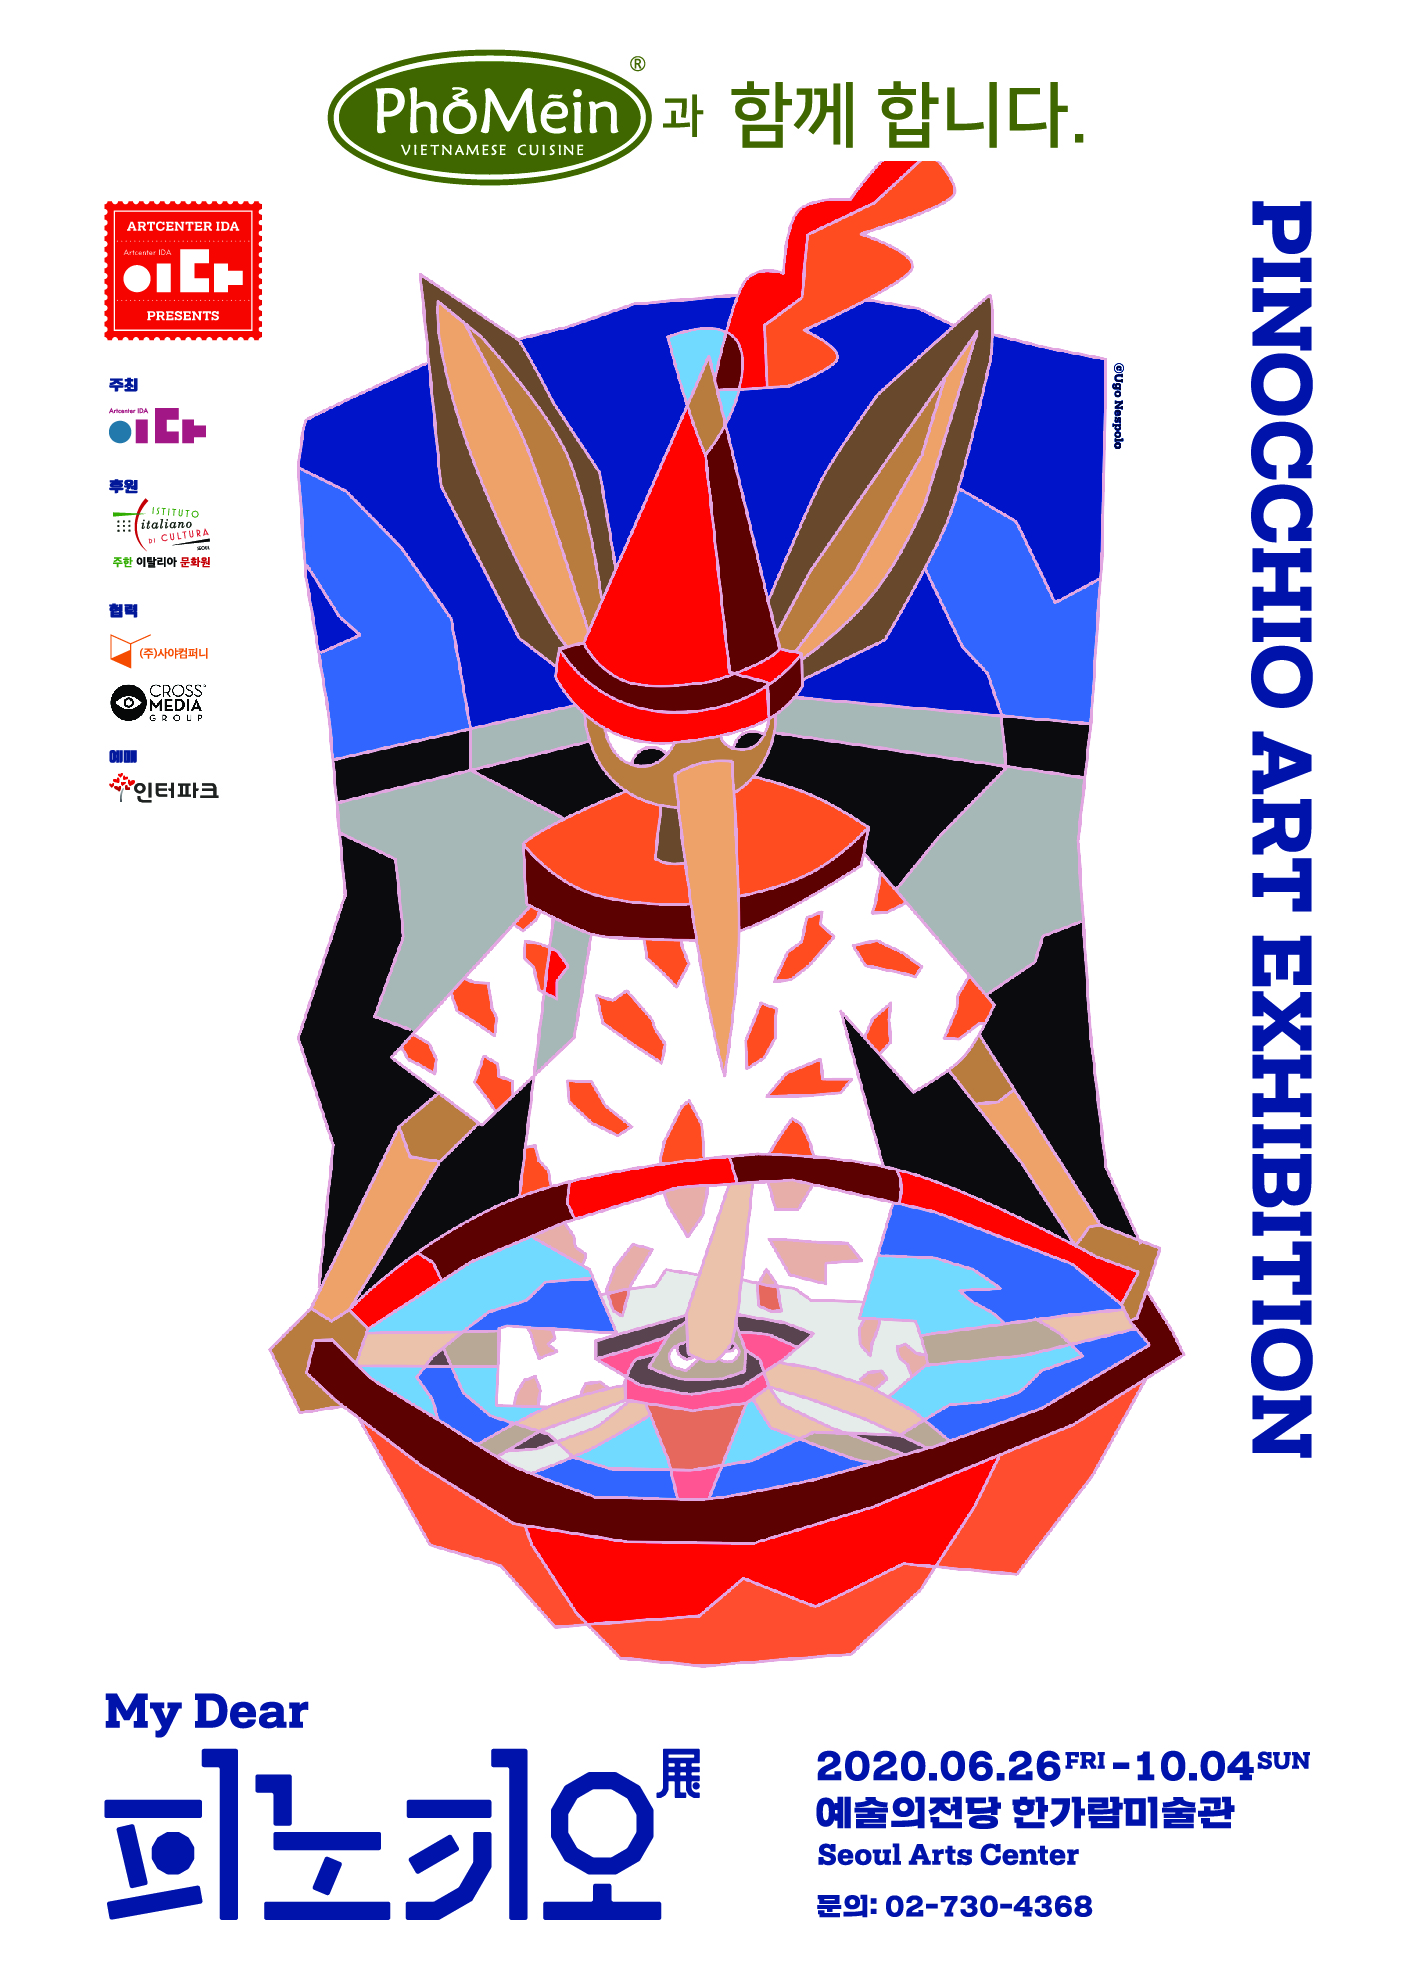 PhởMẽin®
VIETNAMESE CUISINE
과 함께 합니다.
ARTCENTER IDA
Artcenter IDA
이다
PRESENTS
주최
Artcenter IDA
이다
후원
ISTITUTO
italiano
DI CULTURA
SEOUL
주한 이탈리아 문화원
협력
(주)사야컴퍼니
CROSS
MEDIA
GROUP
예매
인터파크
©Ugo Nespolo
PINOCCHIO ART EXHIBITION
My Dear
피노키오展
2020.06.26FRI-10.04SUN
예술의전당 한가람미술관
Seoul Arts Center
문의: 02-730-4368